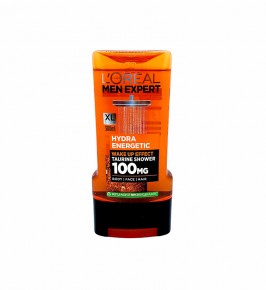 L'ORÉAL
MEN EXPERT
XL
HYDRA
ENERGETIC
WAKE UP EFFECT
TAURINE SHOWER
100MG
BODY / FACE / HAIR